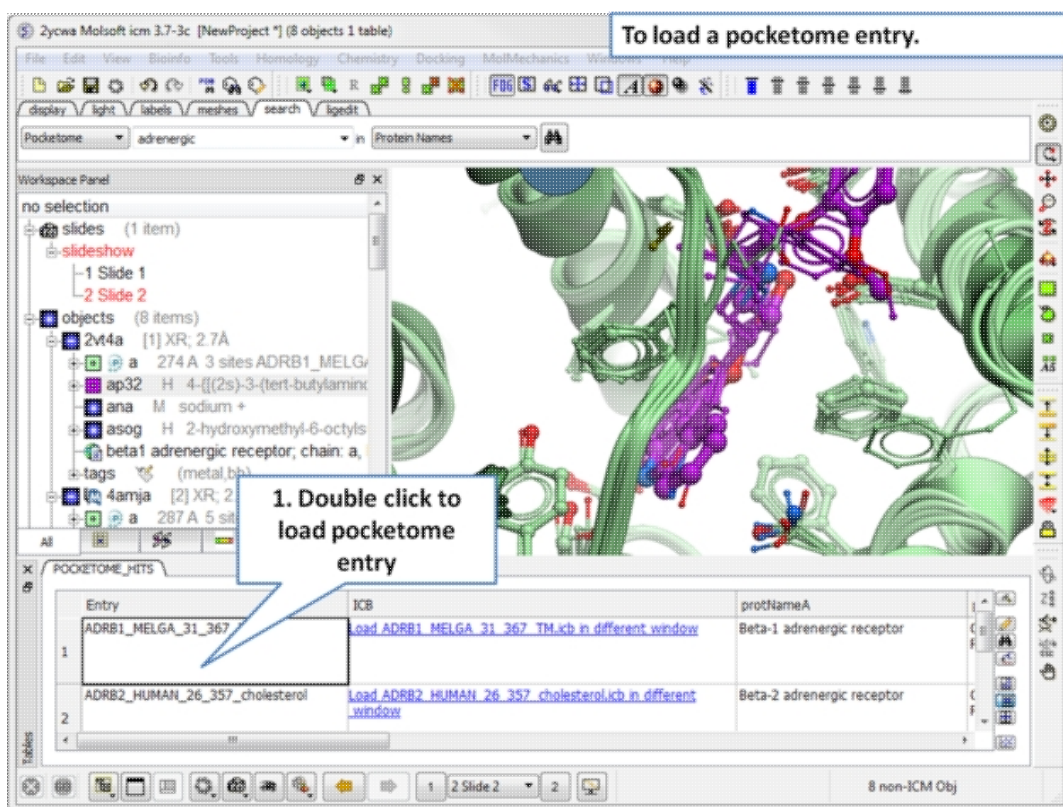 2ycwa Molsoft icm 3.7-3c [NewProject *] (8 objects 1 table)
To load a pocketome entry.
File Edit View Bioinfo Tools Homology Chemistry Docking MolMechanics
display light labels meshes search ligedit
Pocketome adrenergic in Protein Names
Workspace Panel
no selection
slides (1 item)
slideshow
1 Slide 1
2 Slide 2
objects (8 items)
2vt4a [1] XR; 2.7Å
a 274 A 3 sites ADRB1_MELGA
ap32 H 4-{[(2s)-3-(tert-butylamino
ana M sodium +
asog H 2-hydroxymethyl-6-octyls
beta1 adrenergic receptor; chain: a,
tags (metal,bb)
4amja [2] XR; 2
a 287 A 5 sit
All
1. Double click to
load pocketome
entry
POCKETOME_HITS
Entry ICB protNameA
1 ADRB1_MELGA_31_367 Load ADRB1_MELGA_31_367_TM.icb in different window Beta-1 adrenergic receptor
2 ADRB2_HUMAN_26_357_cholesterol Load ADRB2_HUMAN_26_357_cholesterol.icb in different Beta-2 adrenergic receptor
window
Tables
1 2 Slide 2 2 8 non-ICM Obj